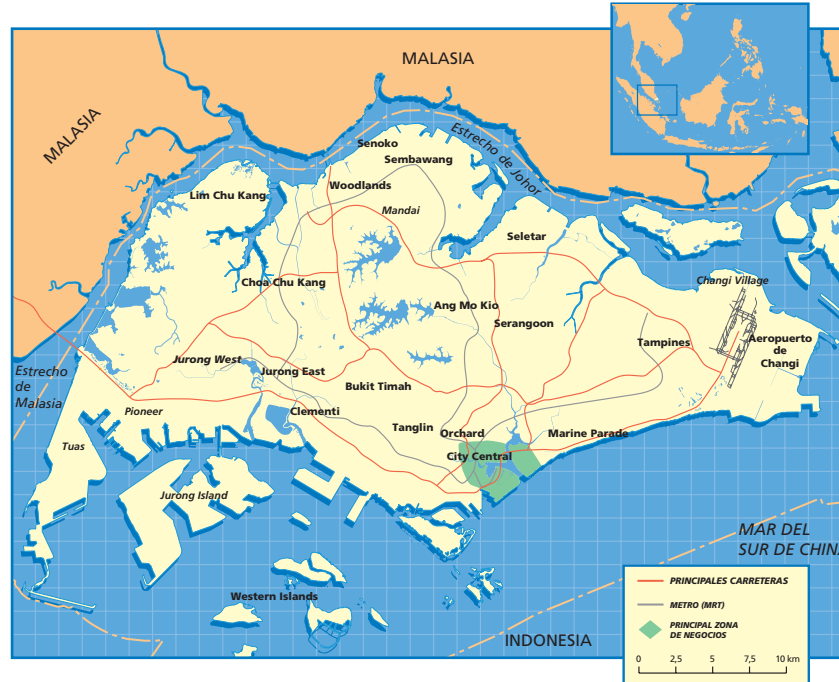 MALASIA
MALASIA
Estrecho de Johor
Senoko
Sembawang
Woodlands
Lim Chu Kang
Mandai
Seletar
Choa Chu Kang
Changi Village
Ang Mo Kio
Serangoon
Tampines
Aeropuerto
de
Changi
Jurong West
Jurong East
Estrecho
de
Malasia
Bukit Timah
Pioneer
Clementi
Tanglin
Orchard
Marine Parade
Tuas
City Central
Jurong Island
MAR DEL
SUR DE CHINA
Western Islands
INDONESIA
PRINCIPALES CARRETERAS
METRO (MRT)
PRINCIPAL ZONA
DE NEGOCIOS
0 2,5 5 7,5 10 km